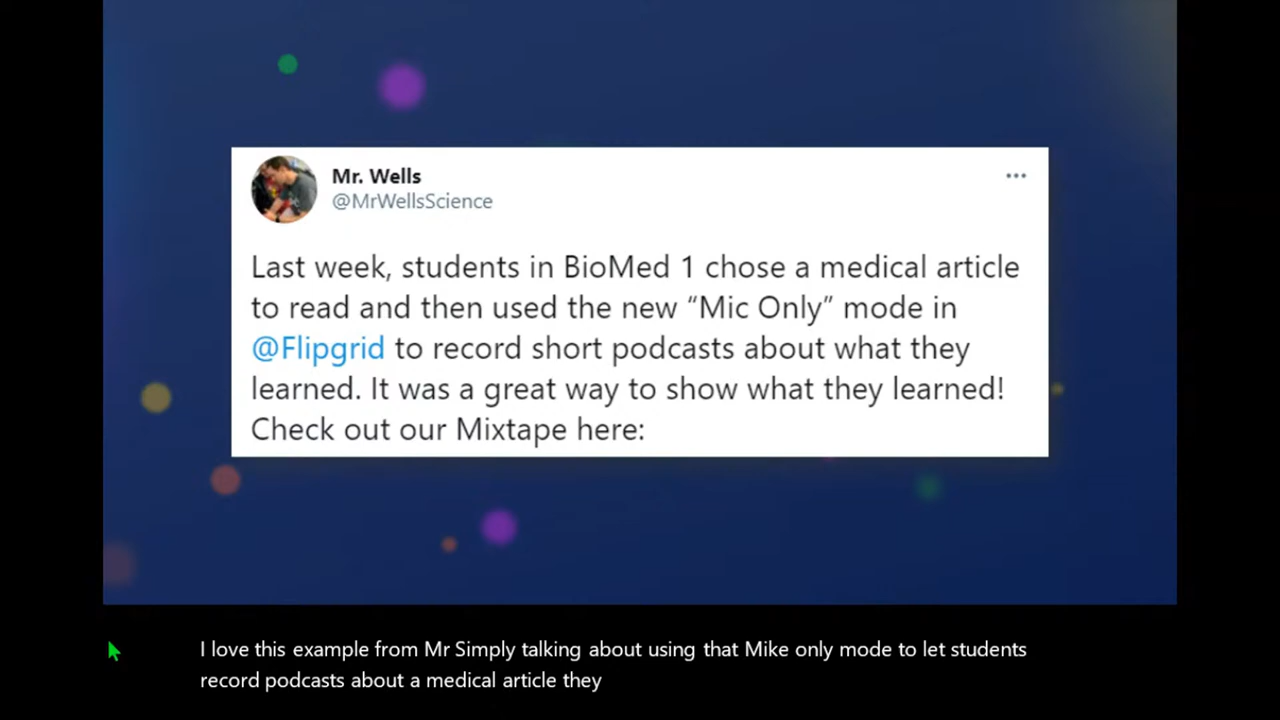 Mr. Wells
@MrWellsScience
Last week, students in BioMed 1 chose a medical article
to read and then used the new “Mic Only” mode in
@Flipgrid to record short podcasts about what they
learned. It was a great way to show what they learned!
Check out our Mixtape here:
I love this example from Mr Simply talking about using that Mike only mode to let students
record podcasts about a medical article they